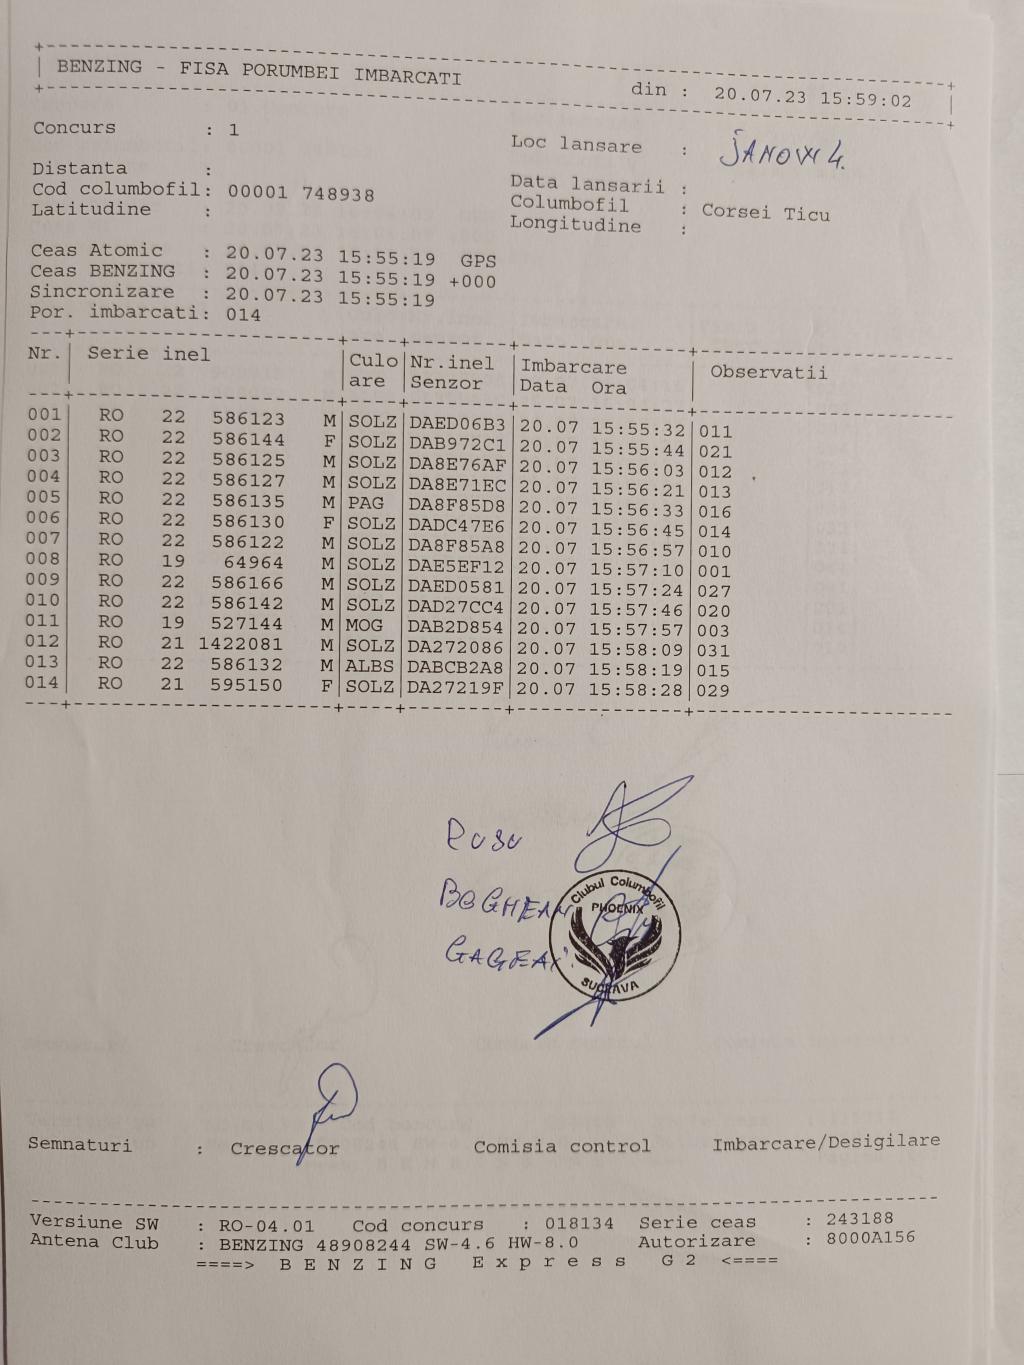 BENZING - FISA PORUMBEI IMBARCATI din : 20.07.23 15:59:02
Concurs : 1 Loc lansare :
Distanta : Data lansarii :
Cod columbofil: 00001 748938 Columbofil : Corsei Ticu
Latitudine : Longitudine :
Ceas Atomic : 20.07.23 15:55:19 GPS
Ceas BENZING : 20.07.23 15:55:19 +000
Sincronizare : 20.07.23 15:55:19
Por. imbarcati: 014
Nr.| Serie inel |Culo|Nr.inel |Imbarcare | Observatii
|are |Senzor |Data Ora
001| RO 22 586123 M|SOLZ|DAED06B3|20.07 15:55:32|011
002| RO 22 586144 F|SOLZ|DAB972C1|20.07 15:55:44|021
003| RO 22 586125 M|SOLZ|DA8E76AF|20.07 15:56:03|012
004| RO 22 586127 M|SOLZ|DA8E71EC|20.07 15:56:21|013
005| RO 22 586135 M|PAG |DA8F85D8|20.07 15:56:33|016
006| RO 22 586130 F|SOLZ|DADC47E6|20.07 15:56:45|014
007| RO 22 586122 M|SOLZ|DA8F85A8|20.07 15:56:57|010
008| RO 19 64964 M|SOLZ|DAE5EF12|20.07 15:57:10|001
009| RO 22 586166 M|SOLZ|DAED0581|20.07 15:57:24|027
010| RO 22 586142 M|SOLZ|DAD27CC4|20.07 15:57:46|020
011| RO 19 527144 M|MOG |DAB2D854|20.07 15:57:57|003
012| RO 21 1422081 M|SOLZ|DA272086|20.07 15:58:09|031
013| RO 22 586132 M|ALBS|DABCB2A8|20.07 15:58:19|015
014| RO 21 595150 F|SOLZ|DA27219F|20.07 15:58:28|029
Clubul Columbofil
PHOENIX
SUCEAVA
Semnaturi : Crescator Comisia control Imbarcare/Desigilare
Versiune SW : RO-04.01 Cod concurs : 018134 Serie ceas : 243188
Antena Club : BENZING 48908244 SW-4.6 HW-8.0 Autorizare : 8000A156
====> B E N Z I N G E x p r e s s G 2 <====